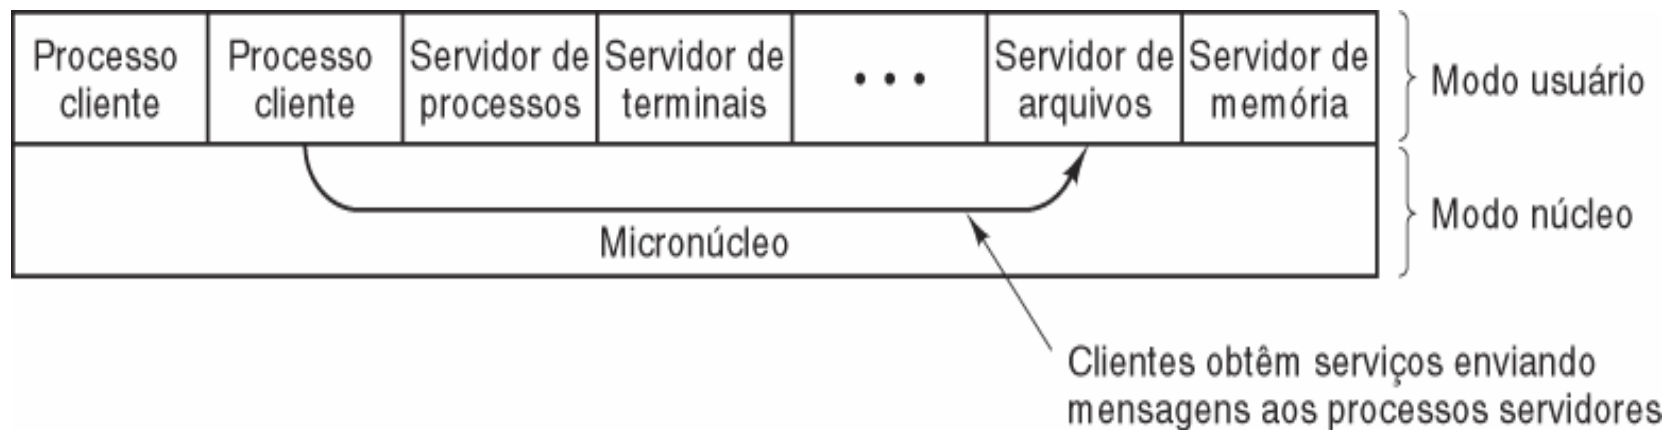 Processo
cliente
Processo
cliente
Servidor de
processos
Servidor de
terminais
• • •
Servidor de
arquivos
Servidor de
memória
Modo usuário
Micronúcleo
Modo núcleo
Clientes obtêm serviços enviando
mensagens aos processos servidores